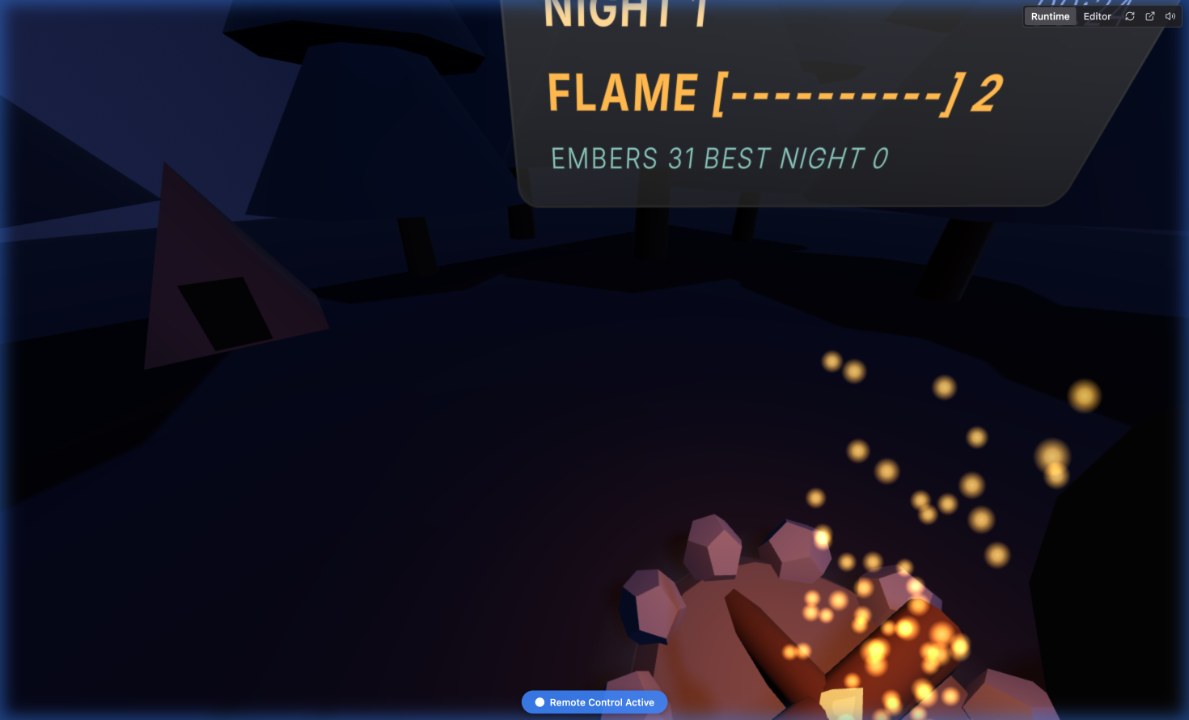 NIGHT 1
Runtime Editor
FLAME [----------] 2
EMBERS 31 BEST NIGHT 0
Remote Control Active